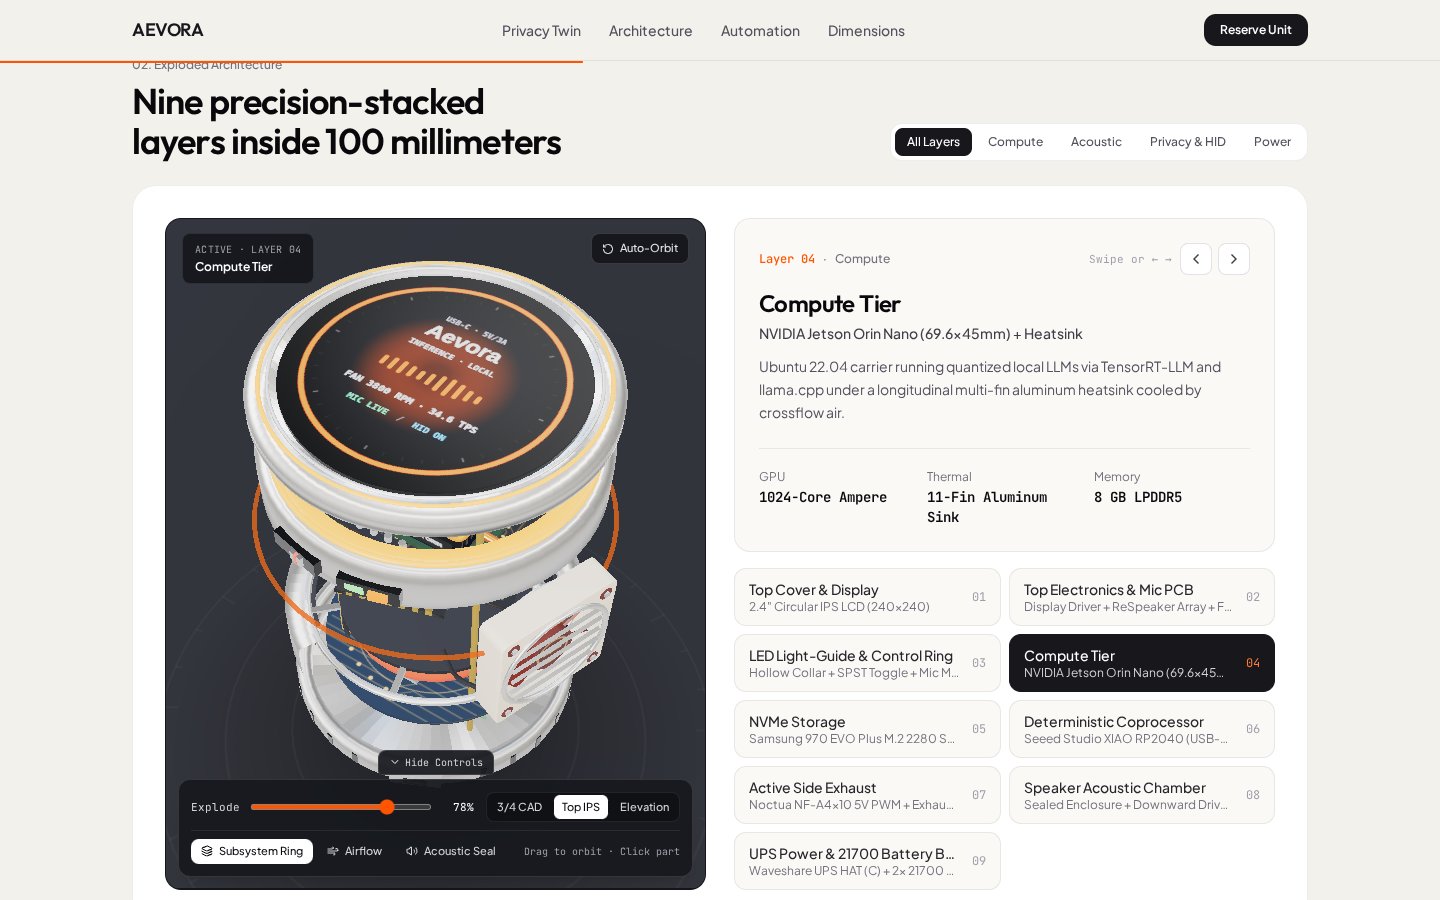 AEVORA
Privacy Twin
Architecture
Automation
Dimensions
Reserve Unit
02. Exploded Architecture
Nine precision-stacked
layers inside 100 millimeters
All Layers
Compute
Acoustic
Privacy & HID
Power
ACTIVE · LAYER 04
Compute Tier
Auto-Orbit
USB-C · 5V/3A
Aevora
INFERENCE · LOCAL
FAN 3800 RPM · 34.6 TPS
MIC LIVE / HID ON
Hide Controls
Explode
78%
3/4 CAD
Top IPS
Elevation
Subsystem Ring
Airflow
Acoustic Seal
Drag to orbit · Click part
Layer 04 · Compute
Swipe or ← →
Compute Tier
NVIDIA Jetson Orin Nano (69.6×45mm) + Heatsink
Ubuntu 22.04 carrier running quantized local LLMs via TensorRT-LLM and
llama.cpp under a longitudinal multi-fin aluminum heatsink cooled by
crossflow air.
GPU
1024-Core Ampere
Thermal
11-Fin Aluminum
Sink
Memory
8 GB LPDDR5
Top Cover & Display
2.4" Circular IPS LCD (240×240)
01
Top Electronics & Mic PCB
Display Driver + ReSpeaker Array + F…
02
LED Light-Guide & Control Ring
Hollow Collar + SPST Toggle + Mic M…
03
Compute Tier
NVIDIA Jetson Orin Nano (69.6×45…
04
NVMe Storage
Samsung 970 EVO Plus M.2 2280 S…
05
Deterministic Coprocessor
Seeed Studio XIAO RP2040 (USB-…
06
Active Side Exhaust
Noctua NF-A4×10 5V PWM + Exhau…
07
Speaker Acoustic Chamber
Sealed Enclosure + Downward Driv…
08
UPS Power & 21700 Battery B…
Waveshare UPS HAT (C) + 2× 21700 …
09